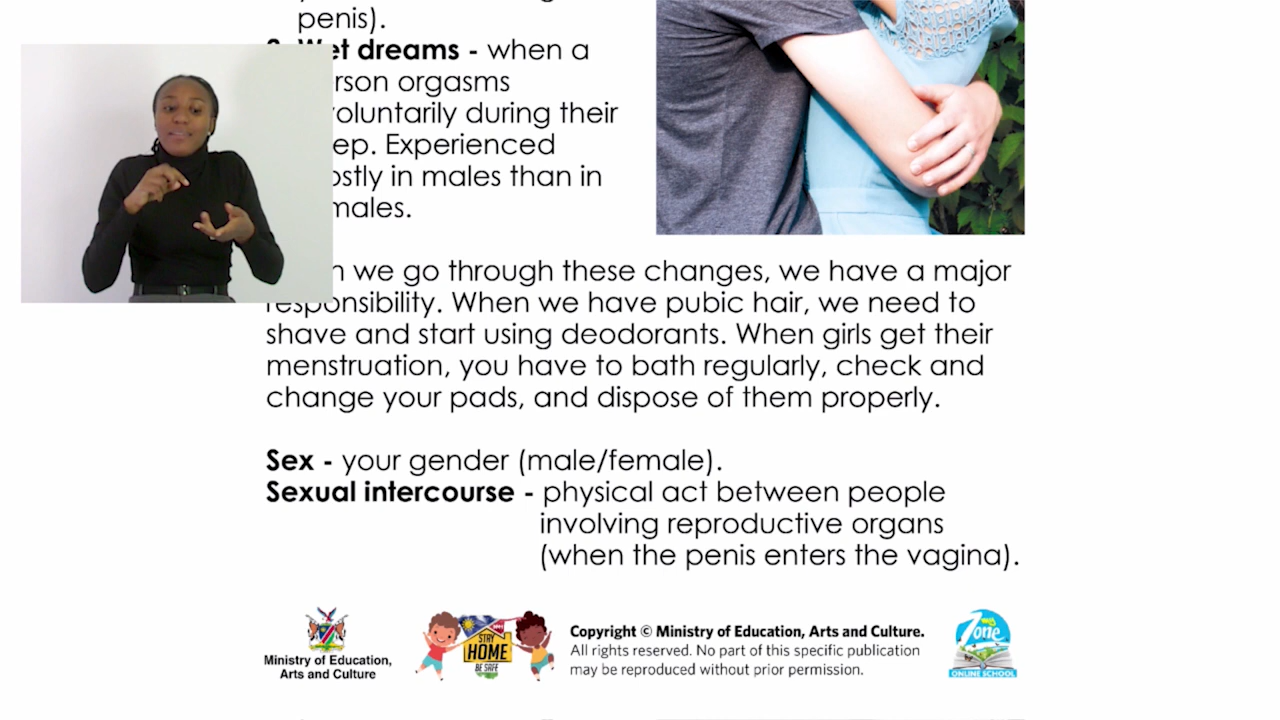 penis).
Wet dreams - when a
rson orgasms
voluntarily during their
ep. Experienced
ostly in males than in
males.
n we go through these changes, we have a major
responsibility. When we have pubic hair, we need to
shave and start using deodorants. When girls get their
menstruation, you have to bath regularly, check and
change your pads, and dispose of them properly.
Sex - your gender (male/female).
Sexual intercourse - physical act between people
involving reproductive organs
(when the penis enters the vagina).
Ministry of Education,
Arts and Culture
STAY
HOME
BE SAFE
Copyright © Ministry of Education, Arts and Culture.
All rights reserved. No part of this specific publication
may be reproduced without prior permission.
Zone
ONLINE SCHOOL